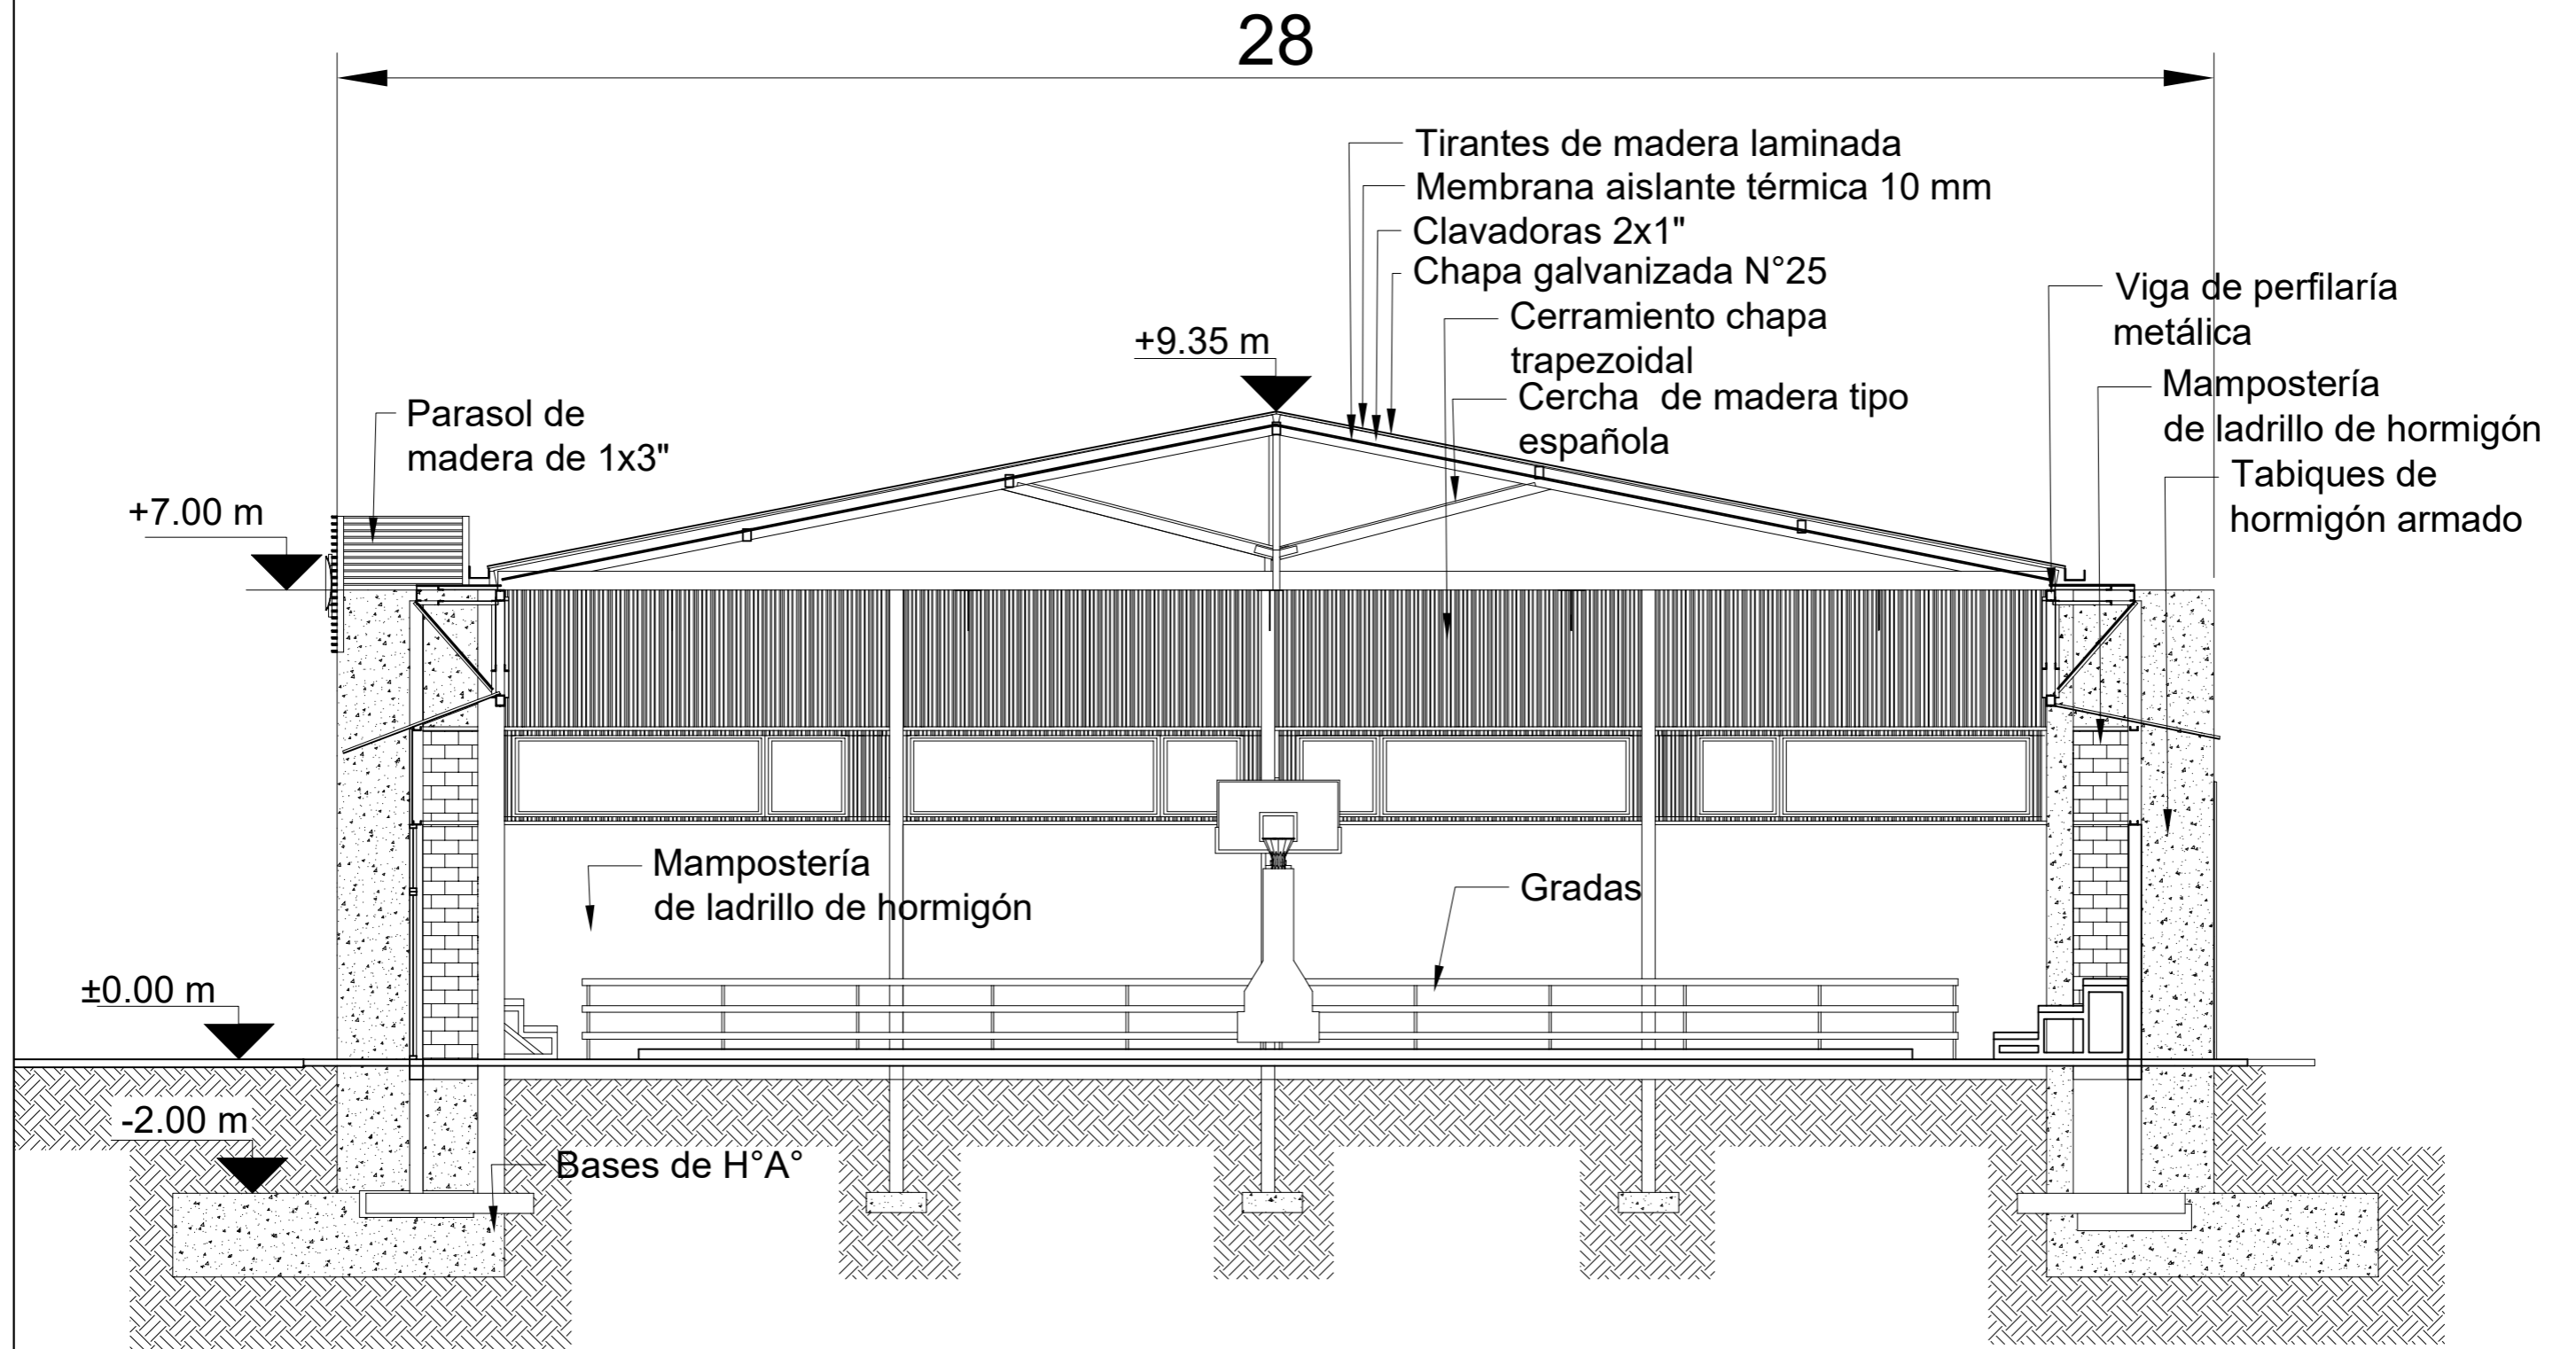 28
Tirantes de madera laminada
Membrana aislante térmica 10 mm
Clavadoras 2x1"
Chapa galvanizada N°25
Cerramiento chapa
trapezoidal
Cercha de madera tipo
española
Viga de perfilaría
metálica
Mampostería
de ladrillo de hormigón
Tabiques de
hormigón armado
+9.35 m
Parasol de
madera de 1x3"
+7.00 m
Mampostería
de ladrillo de hormigón
Gradas
±0.00 m
-2.00 m
Bases de H°A°